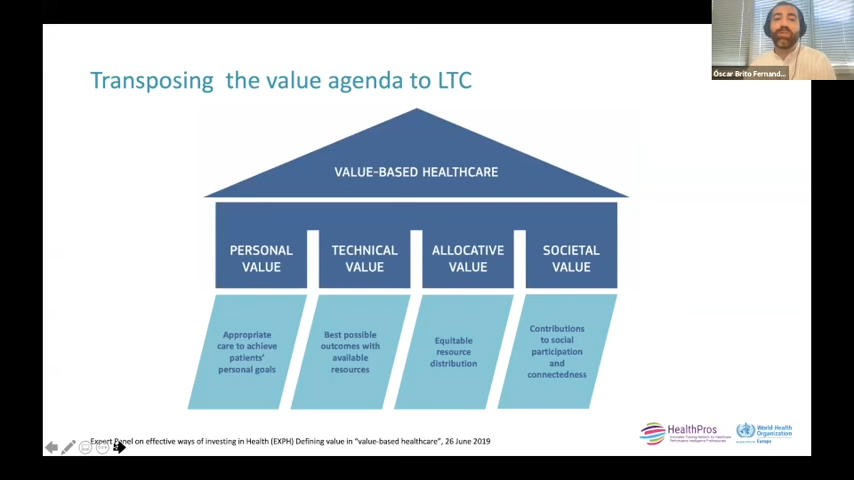 Óscar Brito Fernand...
Transposing the value agenda to LTC
VALUE-BASED HEALTHCARE
PERSONAL
VALUE
TECHNICAL
VALUE
ALLOCATIVE
VALUE
SOCIETAL
VALUE
Appropriate
care to achieve
patients'
personal goals
Best possible
outcomes with
available
resources
Equitable
resource
distribution
Contributions
to social
participation
and
connectedness
Expert Panel on effective ways of investing in Health (EXPH) Defining value in "value-based healthcare", 26 June 2019
HealthPros
World Health
Organization
Europe